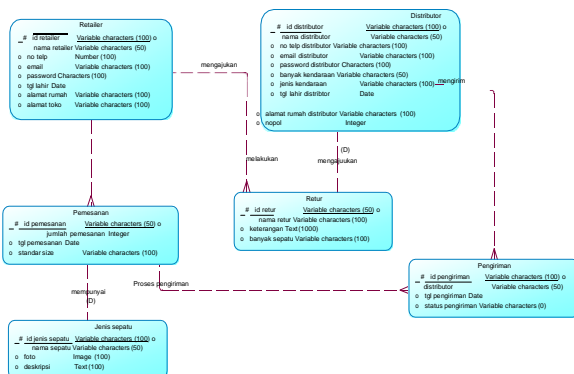 Retailer
# id retailer Variable characters (100) o
nama retailer Variable characters (50)
o no telp Number (100)
o email Variable characters (100)
o password Characters (100)
o tgl lahir Date
o alamat rumah Variable characters (100)
o alamat toko Variable characters (100)
Distributor
# id distributor Variable characters (100) o
nama distributor Variable characters (50)
o no telp distributor Variable characters (100)
o email distributor Variable characters (100)
o password distributor Characters (100)
o banyak kendaraan Variable characters (50)
o jenis kendaraan Variable characters (100)
o tgl lahir distribtor Date
o alamat rumah distributor Variable characters (100)
o nopol Integer
mengajukan
mengirim
melakukan
(D)
mengajuukan
Pemesanan
# id pemesanan Variable characters (50) o
jumlah pemesanan Integer
o tgl pemesanan Date
o standar size Variable characters (100)
Retur
# id retur Variable characters (50) o
nama retur Variable characters (100)
o keterangan Text (1000)
o banyak sepatu Variable characters (100)
mempunyai
(D)
Proses pengiriman
Pengiriman
# id pengiriman Variable characters (100) o
distributor Variable characters (50)
o tgl pengiriman Date
o status pengiriman Variable characters (0)
Jenis sepatu
# id jenis sepatu Variable characters (100) o
nama sepatu Variable characters (50)
o foto Image (100)
o deskripsi Text (100)